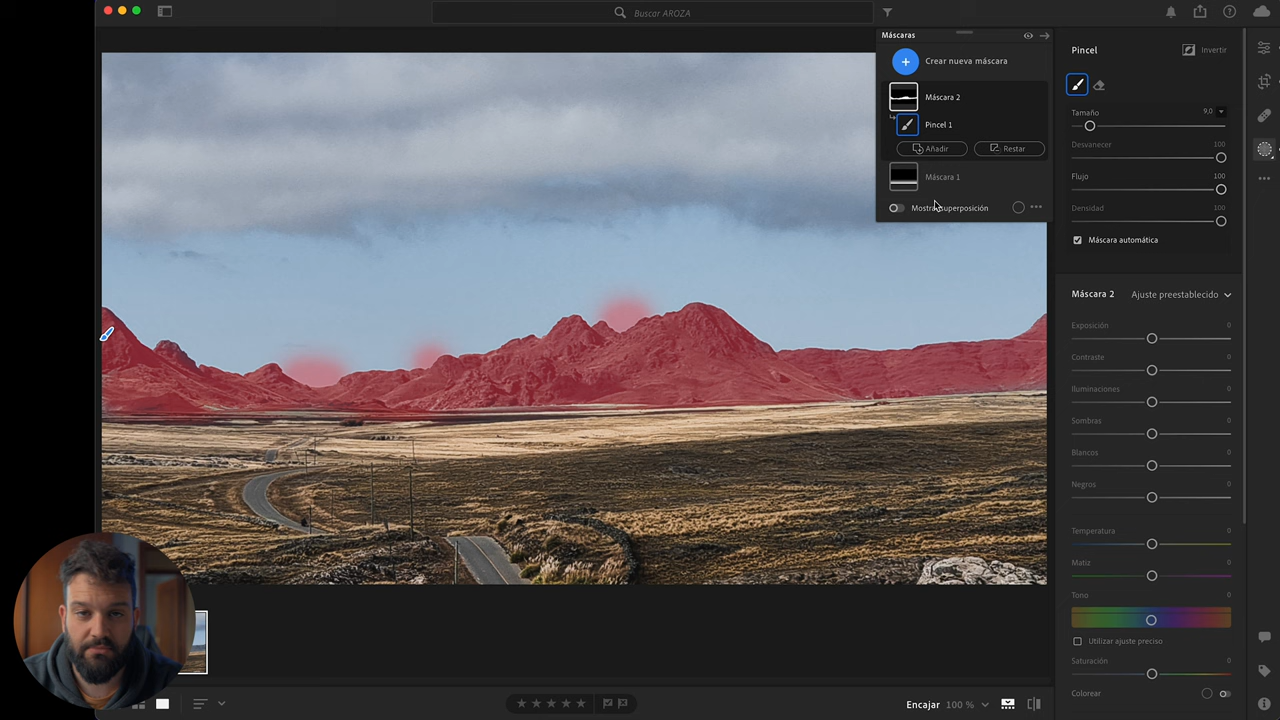 Buscar AROZA
Máscaras
Crear nueva máscara
Máscara 2
Pincel 1
Añadir
Restar
Máscara 1
Mostrar superposición
Pincel
Invertir
Tamaño 9,0
Desvanecer 100
Flujo 100
Densidad 100
Máscara automática
Máscara 2 Ajuste preestablecido
Exposición 0
Contraste 0
Iluminaciones 0
Sombras 0
Blancos 0
Negros 0
Temperatura 0
Matiz 0
Tono 0
Utilizar ajuste preciso
Saturación 0
Colorear
Encajar 100 %